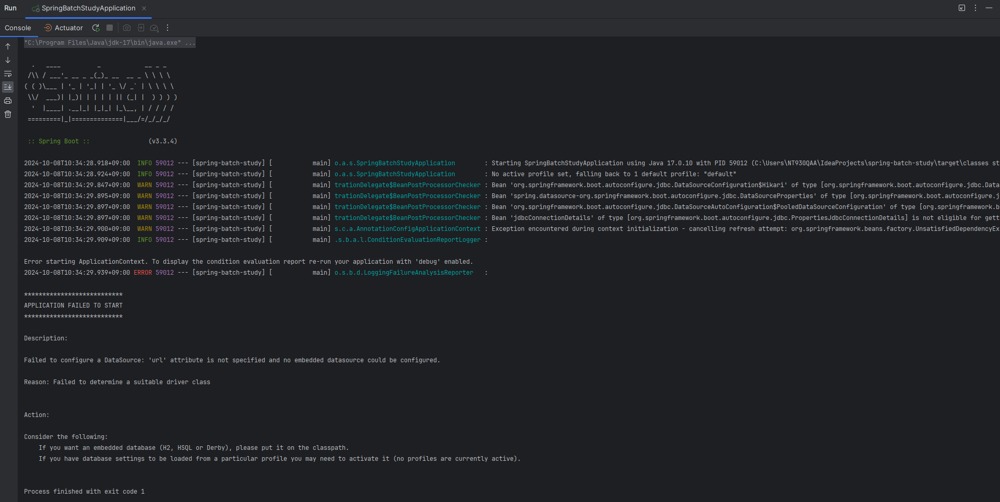 Run SpringBatchStudyApplication
Console Actuator
"C:\Program Files\Java\jdk-17\bin\java.exe" ...
  .   ____          _            __ _ _
 /\\ / ___'_ __ _ _(_)_ __  __ _ \ \ \ \
( ( )\___ | '_ | '_| | '_ \/ _` | \ \ \ \
 \\/  ___)| |_)| | | | | || (_| |  ) ) ) )
  '  |____| .__|_| |_|_| |_\__, | / / / /
 =========|_|==============|___/=/_/_/_/
:: Spring Boot ::                (v3.3.4)
2024-10-08T10:34:28.918+09:00  INFO 59012 --- [spring-batch-study] [           main] o.a.s.SpringBatchStudyApplication        : Starting SpringBatchStudyApplication using Java 17.0.10 with PID 59012 (C:\Users\NT930QAA\IdeaProjects\spring-batch-study\target\classes st
2024-10-08T10:34:28.924+09:00  INFO 59012 --- [spring-batch-study] [           main] o.a.s.SpringBatchStudyApplication        : No active profile set, falling back to 1 default profile: "default"
2024-10-08T10:34:29.847+09:00  WARN 59012 --- [spring-batch-study] [           main] trationDelegate$BeanPostProcessorChecker : Bean 'org.springframework.boot.autoconfigure.jdbc.DataSourceConfiguration$Hikari' of type [org.springframework.boot.autoconfigure.jdbc.Data
2024-10-08T10:34:29.895+09:00  WARN 59012 --- [spring-batch-study] [           main] trationDelegate$BeanPostProcessorChecker : Bean 'spring.datasource-org.springframework.boot.autoconfigure.jdbc.DataSourceProperties' of type [org.springframework.boot.autoconfigure.j
2024-10-08T10:34:29.897+09:00  WARN 59012 --- [spring-batch-study] [           main] trationDelegate$BeanPostProcessorChecker : Bean 'org.springframework.boot.autoconfigure.jdbc.DataSourceAutoConfiguration$PooledDataSourceConfiguration' of type [org.springframework.b
2024-10-08T10:34:29.897+09:00  WARN 59012 --- [spring-batch-study] [           main] trationDelegate$BeanPostProcessorChecker : Bean 'jdbcConnectionDetails' of type [org.springframework.boot.autoconfigure.jdbc.PropertiesJdbcConnectionDetails] is not eligible for gett
2024-10-08T10:34:29.900+09:00  WARN 59012 --- [spring-batch-study] [           main] s.c.a.AnnotationConfigApplicationContext : Exception encountered during context initialization - cancelling refresh attempt: org.springframework.beans.factory.UnsatisfiedDependencyEx
2024-10-08T10:34:29.909+09:00  INFO 59012 --- [spring-batch-study] [           main] .s.b.a.l.ConditionEvaluationReportLogger :
Error starting ApplicationContext. To display the condition evaluation report re-run your application with 'debug' enabled.
2024-10-08T10:34:29.939+09:00 ERROR 59012 --- [spring-batch-study] [           main] o.s.b.d.LoggingFailureAnalysisReporter   :
***************************
APPLICATION FAILED TO START
***************************
Description:
Failed to configure a DataSource: 'url' attribute is not specified and no embedded datasource could be configured.
Reason: Failed to determine a suitable driver class
Action:
Consider the following:
    If you want an embedded database (H2, HSQL or Derby), please put it on the classpath.
    If you have database settings to be loaded from a particular profile you may need to activate it (no profiles are currently active).
Process finished with exit code 1